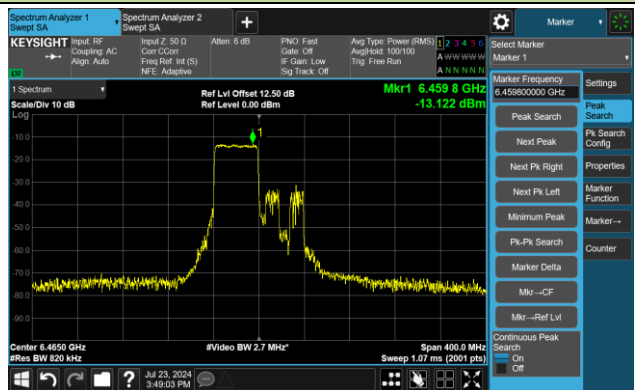 Spectrum Analyzer 1
Swept SA
Spectrum Analyzer 2
Swept SA
Marker
KEYSIGHT
Input: RF
Coupling: AC
Align: Auto
Input Z: 50 Ω
Corr CCorr
Freq Ref: Int (S)
NFE: Adaptive
Atten: 6 dB
PNO: Fast
Gate: Off
IF Gain: Low
Sig Track: Off
Avg Type: Power (RMS)
Avg|Hold: 100/100
Trig: Free Run
1 2 3 4 5 6
A W W W W W
A N N N N N
Select Marker
Marker 1
1 Spectrum
Scale/Div 10 dB
Log
Ref Lvl Offset 12.50 dB
Ref Level 0.00 dBm
Mkr1 6.459 8 GHz
-13.122 dBm
1
-10.0
-20.0
-30.0
-40.0
-50.0
-60.0
-70.0
-80.0
-90.0
Center 6.4650 GHz
#Res BW 820 kHz
#Video BW 2.7 MHz*
Span 400.0 MHz
Sweep 1.07 ms (2001 pts)
Marker Frequency
6.459800000 GHz
Peak Search
Next Peak
Next Pk Right
Next Pk Left
Minimum Peak
Pk-Pk Search
Marker Delta
Mkr→CF
Mkr→Ref Lvl
Continuous Peak
Search
On
Off
Settings
Peak
Search
Pk Search
Config
Properties
Marker
Function
Marker→
Counter
Jul 23, 2024
3:49:03 PM